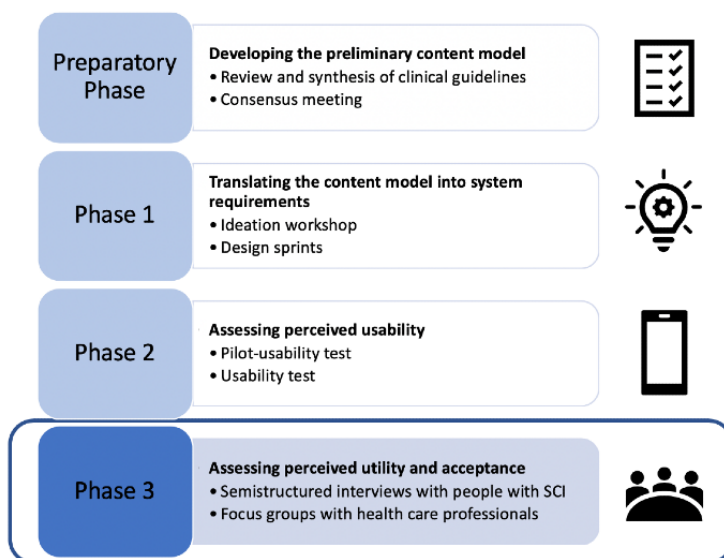 Preparatory
Phase
Developing the preliminary content model
• Review and synthesis of clinical guidelines
• Consensus meeting
Phase 1
Translating the content model into system
requirements
• Ideation workshop
• Design sprints
Phase 2
Assessing perceived usability
• Pilot-usability test
• Usability test
Phase 3
Assessing perceived utility and acceptance
• Semistructured interviews with people with SCI
• Focus groups with health care professionals